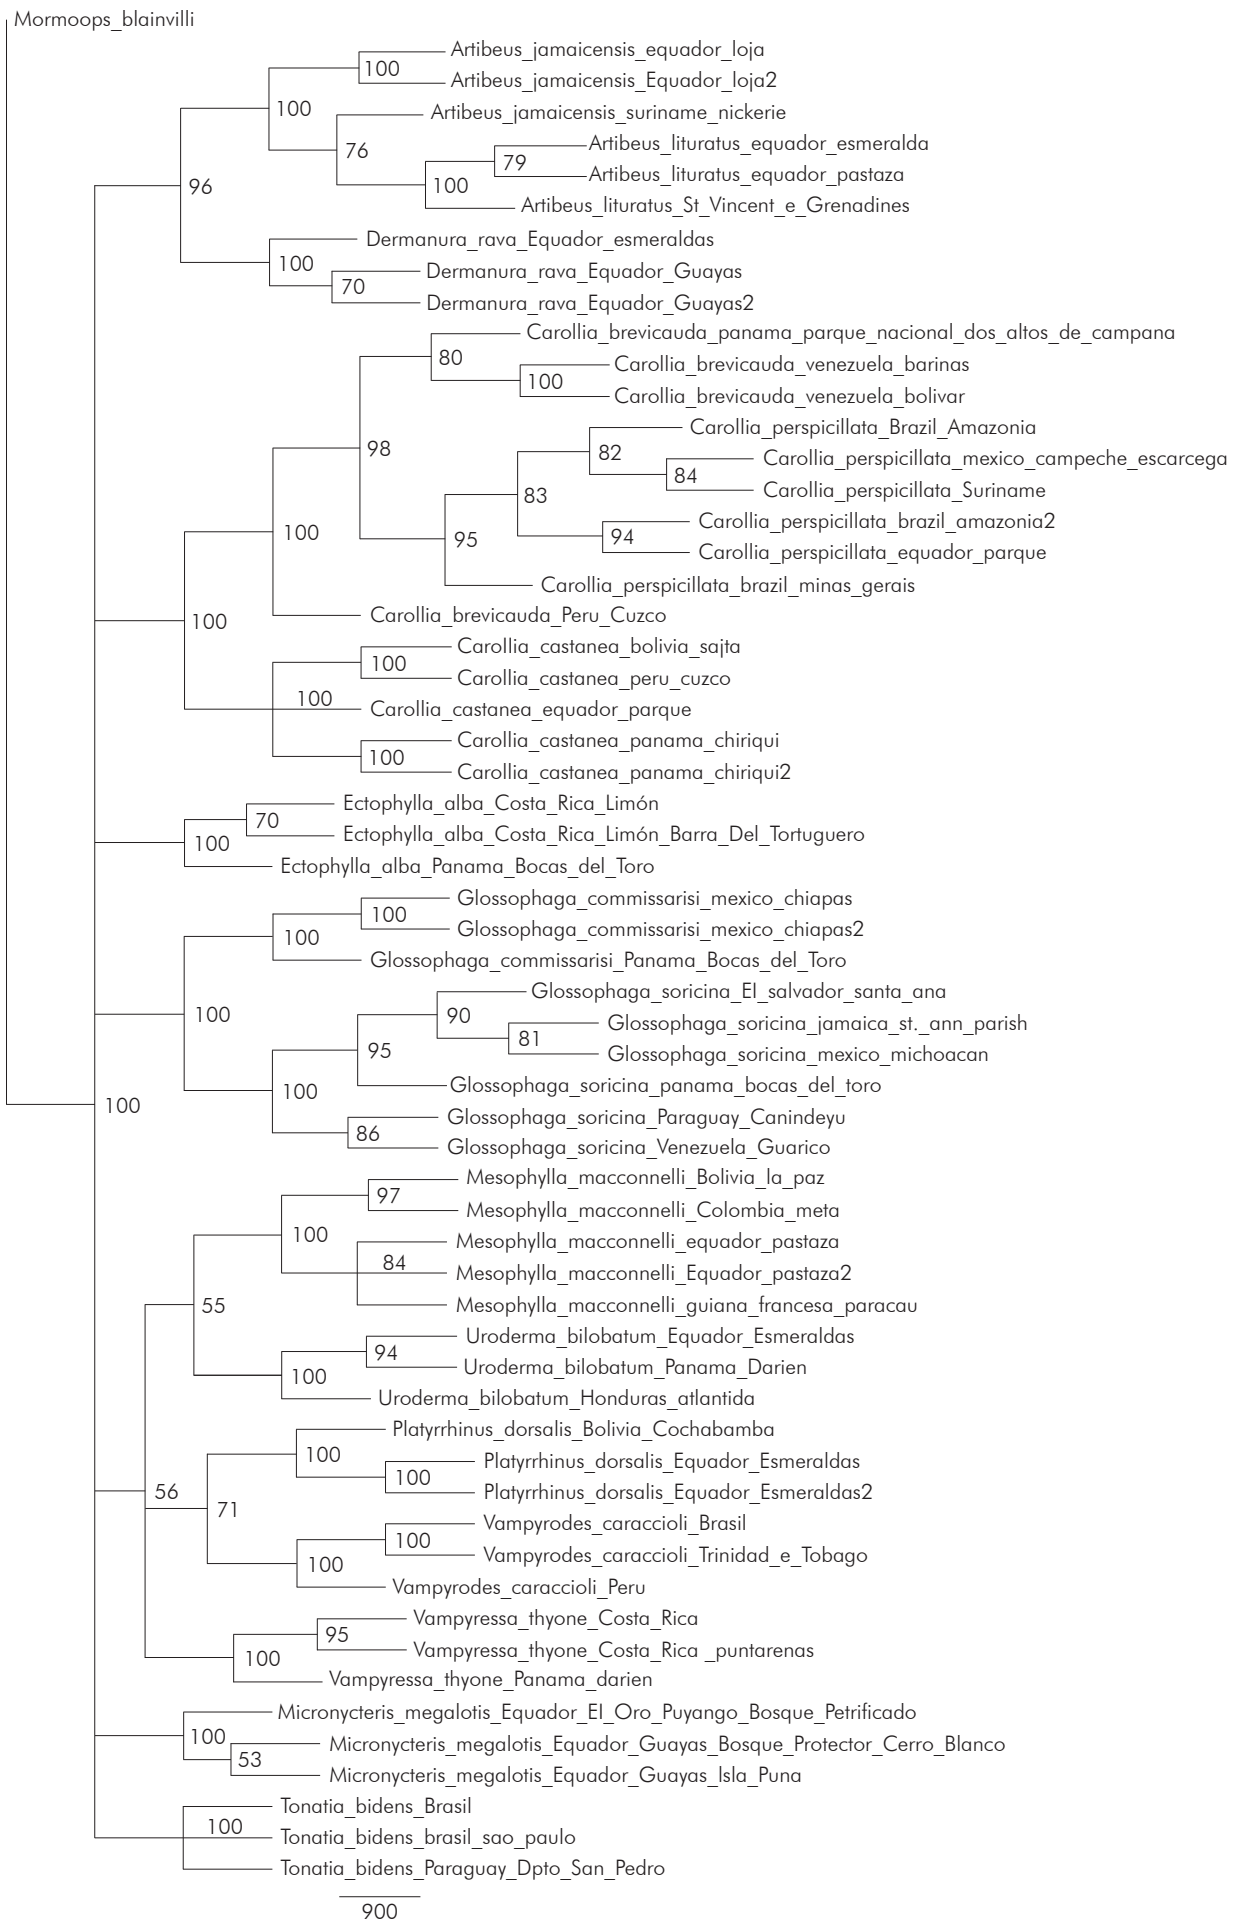 Mormoops_blainvilli
Artibeus_jamaicensis_equador_loja
100
Artibeus_jamaicensis_Equador_loja2
100
Artibeus_jamaicensis_suriname_nickerie
76
Artibeus_lituratus_equador_esmeralda
79
Artibeus_lituratus_equador_pastaza
100
96
Artibeus_lituratus_St_Vincent_e_Grenadines
Dermanura_rava_Equador_esmeraldas
100
Dermanura_rava_Equador_Guayas
70
Dermanura_rava_Equador_Guayas2
Carollia_brevicauda_panama_parque_nacional_dos_altos_de_campana
80
Carollia_brevicauda_venezuela_barinas
100
Carollia_brevicauda_venezuela_bolivar
Carollia_perspicillata_Brazil_Amazonia
98
82
Carollia_perspicillata_mexico_campeche_escarcega
84
Carollia_perspicillata_Suriname
83
Carollia_perspicillata_brazil_amazonia2
100
95
94
Carollia_perspicillata_equador_parque
Carollia_perspicillata_brazil_minas_gerais
Carollia_brevicauda_Peru_Cuzco
100
Carollia_castanea_bolivia_sajta
100
Carollia_castanea_peru_cuzco
100
Carollia_castanea_equador_parque
Carollia_castanea_panama_chiriqui
100
Carollia_castanea_panama_chiriqui2
Ectophylla_alba_Costa_Rica_Limón
70
Ectophylla_alba_Costa_Rica_Limón_Barra_Del_Tortuguero
100
Ectophylla_alba_Panama_Bocas_del_Toro
Glossophaga_commissarisi_mexico_chiapas
100
Glossophaga_commissarisi_mexico_chiapas2
100
Glossophaga_commissarisi_Panama_Bocas_del_Toro
Glossophaga_soricina_El_salvador_santa_ana
100
90
Glossophaga_soricina_jamaica_st._ann_parish
81
Glossophaga_soricina_mexico_michoacan
95
Glossophaga_soricina_panama_bocas_del_toro
100
100
Glossophaga_soricina_Paraguay_Canindeyu
86
Glossophaga_soricina_Venezuela_Guarico
Mesophylla_macconnelli_Bolivia_la_paz
97
Mesophylla_macconnelli_Colombia_meta
100
Mesophylla_macconnelli_equador_pastaza
84
Mesophylla_macconnelli_Equador_pastaza2
55
Mesophylla_macconnelli_guiana_francesa_paracau
Uroderma_bilobatum_Equador_Esmeraldas
94
Uroderma_bilobatum_Panama_Darien
100
Uroderma_bilobatum_Honduras_atlantida
Platyrrhinus_dorsalis_Bolivia_Cochabamba
100
Platyrrhinus_dorsalis_Equador_Esmeraldas
100
Platyrrhinus_dorsalis_Equador_Esmeraldas2
56
71
Vampyrodes_caraccioli_Brasil
100
Vampyrodes_caraccioli_Trinidad_e_Tobago
100
Vampyrodes_caraccioli_Peru
Vampyressa_thyone_Costa_Rica
95
Vampyressa_thyone_Costa_Rica _puntarenas
100
Vampyressa_thyone_Panama_darien
Micronycteris_megalotis_Equador_El_Oro_Puyango_Bosque_Petrificado
100
Micronycteris_megalotis_Equador_Guayas_Bosque_Protector_Cerro_Blanco
53
Micronycteris_megalotis_Equador_Guayas_Isla_Puna
Tonatia_bidens_Brasil
100
Tonatia_bidens_brasil_sao_paulo
Tonatia_bidens_Paraguay_Dpto_San_Pedro
900